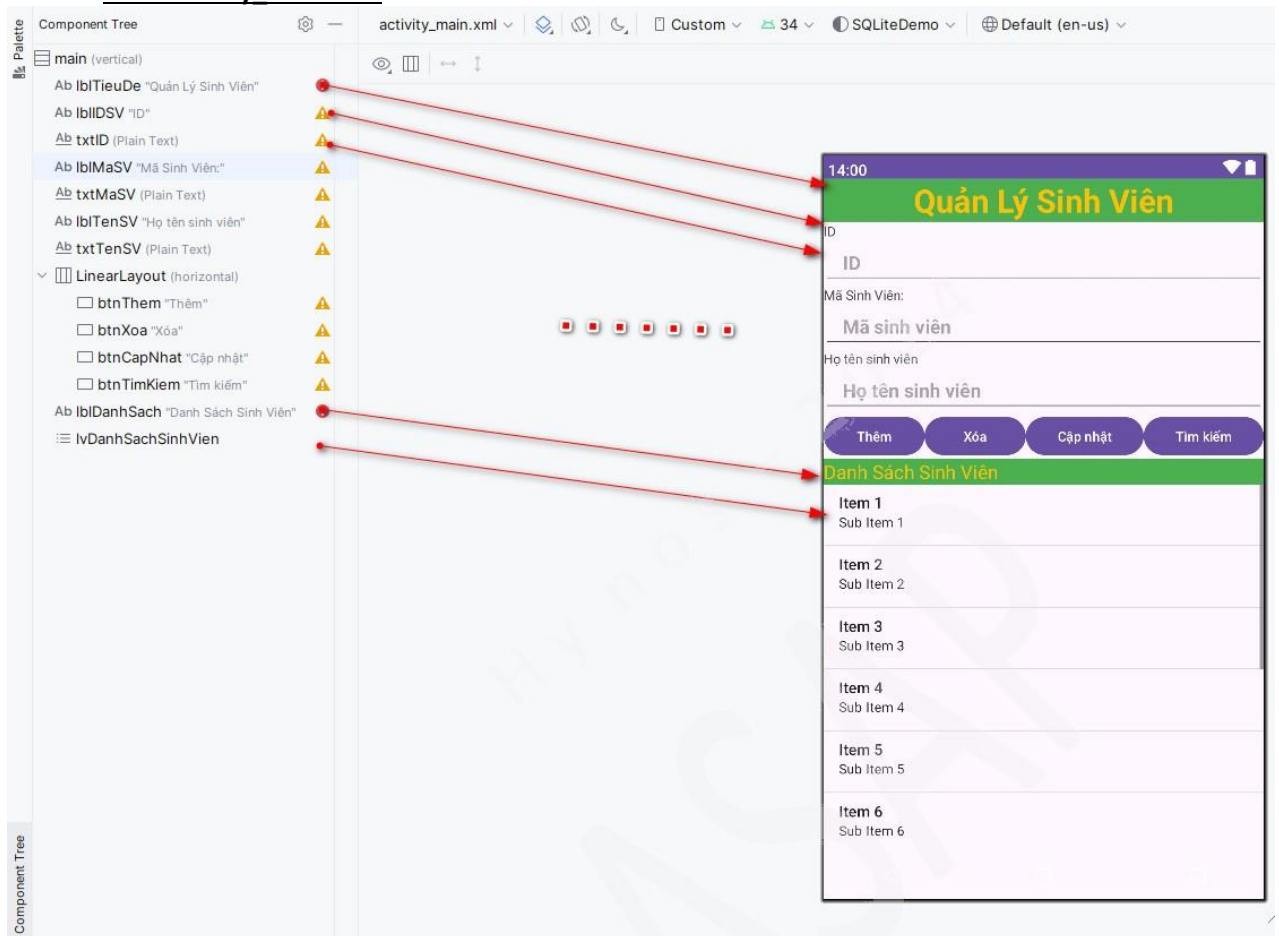 Palette
Component Tree
activity_main.xml
Custom
34
SQLiteDemo
Default (en-us)
main (vertical)
Ab lblTieuDe "Quản Lý Sinh Viên"
Ab lblIDSV "ID"
Ab txtID (Plain Text)
Ab lblMaSV "Mã Sinh Viên:"
Ab txtMaSV (Plain Text)
Ab lblTenSV "Họ tên sinh viên"
Ab txtTenSV (Plain Text)
LinearLayout (horizontal)
btnThem "Thêm"
btnXoa "Xóa"
btnCapNhat "Cập nhật"
btnTimKiem "Tìm kiếm"
Ab lblDanhSach "Danh Sách Sinh Viên"
lvDanhSachSinhVien
Component Tree
14:00
Quản Lý Sinh Viên
ID
ID
Mã Sinh Viên:
Mã sinh viên
Họ tên sinh viên
Họ tên sinh viên
Thêm
Xóa
Cập nhật
Tìm kiếm
Danh Sách Sinh Viên
Item 1
Sub Item 1
Item 2
Sub Item 2
Item 3
Sub Item 3
Item 4
Sub Item 4
Item 5
Sub Item 5
Item 6
Sub Item 6